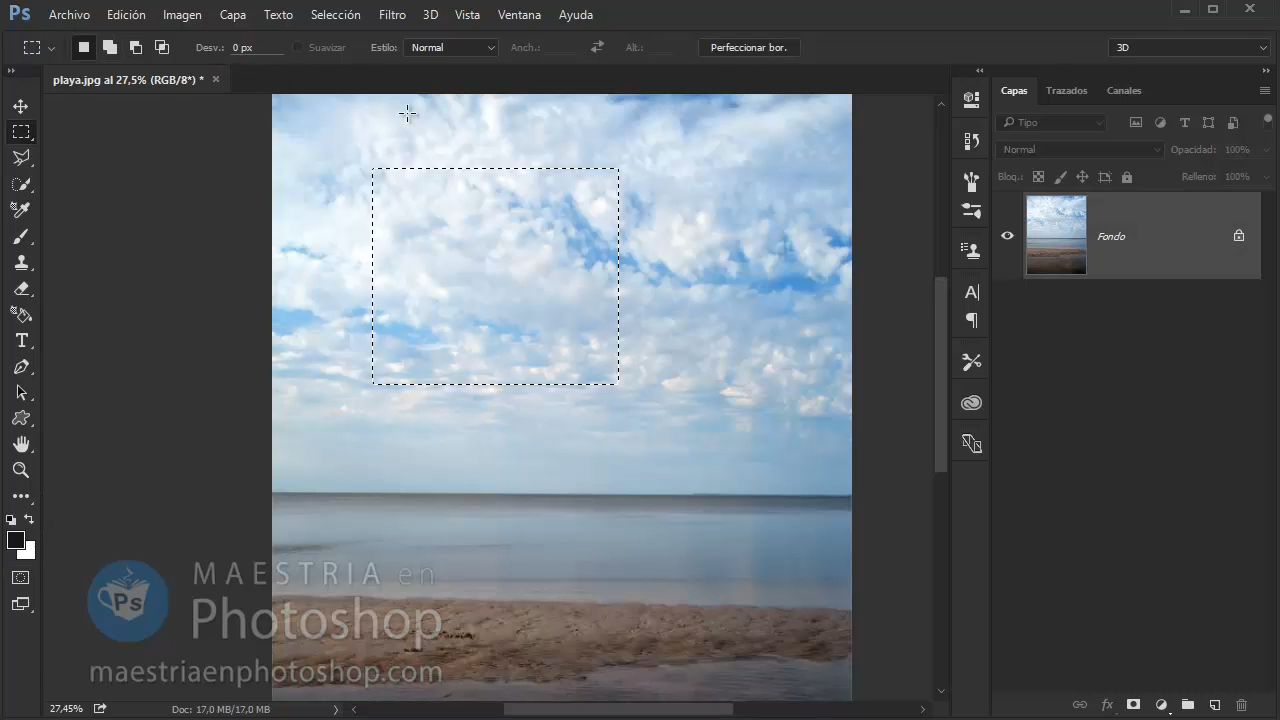 Ps Archivo Edición Imagen Capa Texto Selección Filtro 3D Vista Ventana Ayuda
Desv.: 0 px Suavizar Estilo: Normal Anch.: Alt.: Perfeccionar bor. 3D
playa.jpg al 27,5% (RGB/8*) * ×
Capas Trazados Canales
Tipo
Normal Opacidad: 100%
Bloq.: Relleno: 100%
Fondo
MAESTRIA en
Ps Photoshop
maestriaenphotoshop.com
27,45% Doc: 17,0 MB/17,0 MB